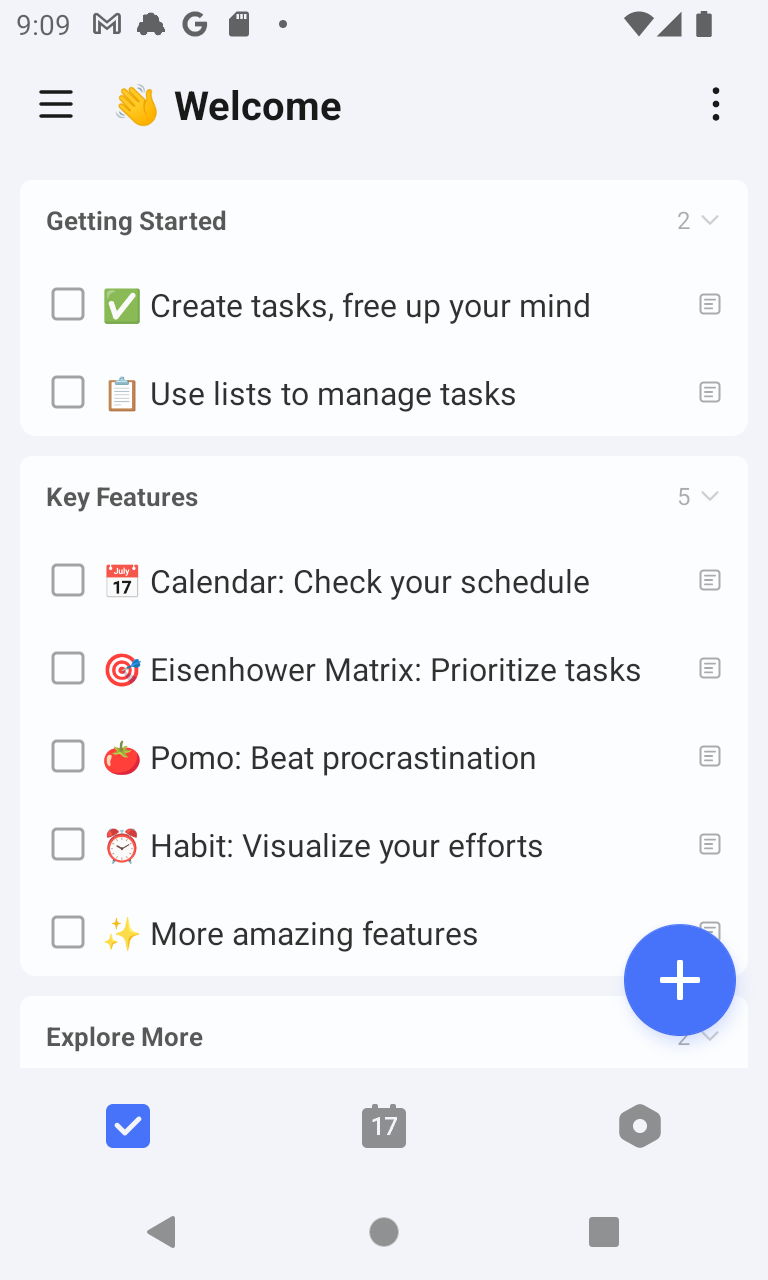 9:09
👋 Welcome
Getting Started
2
✅ Create tasks, free up your mind
📋 Use lists to manage tasks
Key Features
5
📅 Calendar: Check your schedule
🎯 Eisenhower Matrix: Prioritize tasks
🍅 Pomo: Beat procrastination
⏰ Habit: Visualize your efforts
✨ More amazing features
Explore More
2
17